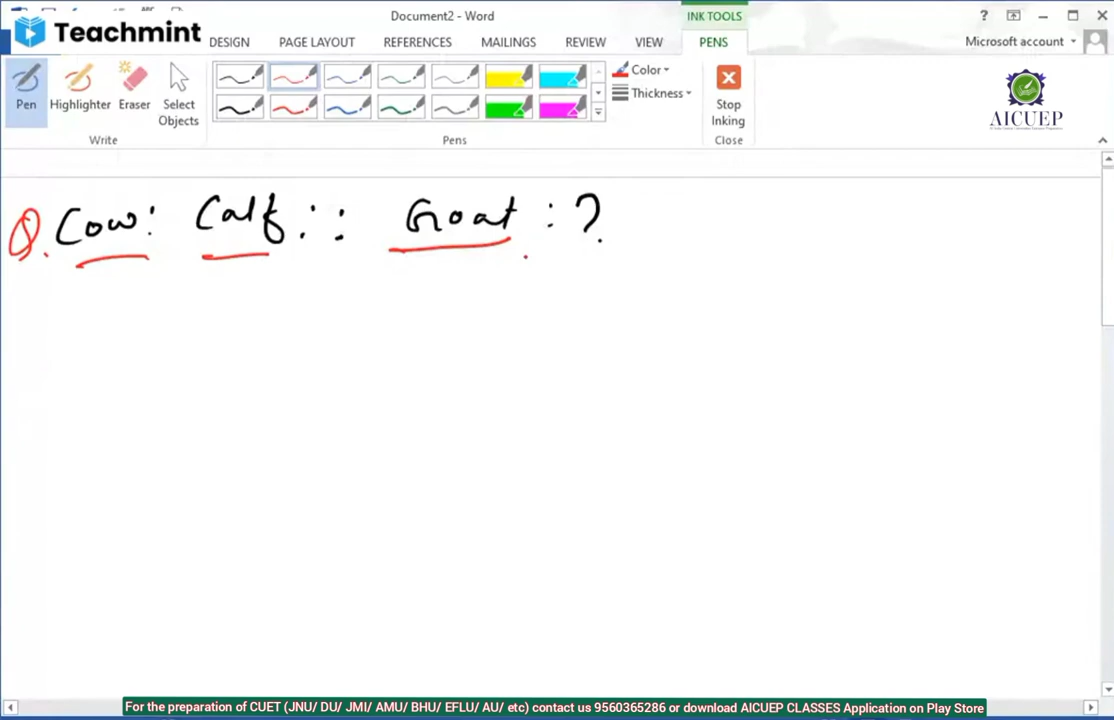 Document2 - Word
INK TOOLS
Teachmint
DESIGN
PAGE LAYOUT
REFERENCES
MAILINGS
REVIEW
VIEW
PENS
Microsoft account
Pen
Highlighter
Eraser
Select Objects
Color
Thickness
Stop Inking
Write
Pens
Close
AICUEP
Q. Cow : Calf :: Goat : ?
For the preparation of CUET (JNU/ DU/ JMI/ AMU/ BHU/ EFLU/ AU/ etc) contact us 9560365286 or download AICUEP CLASSES Application on Play Store